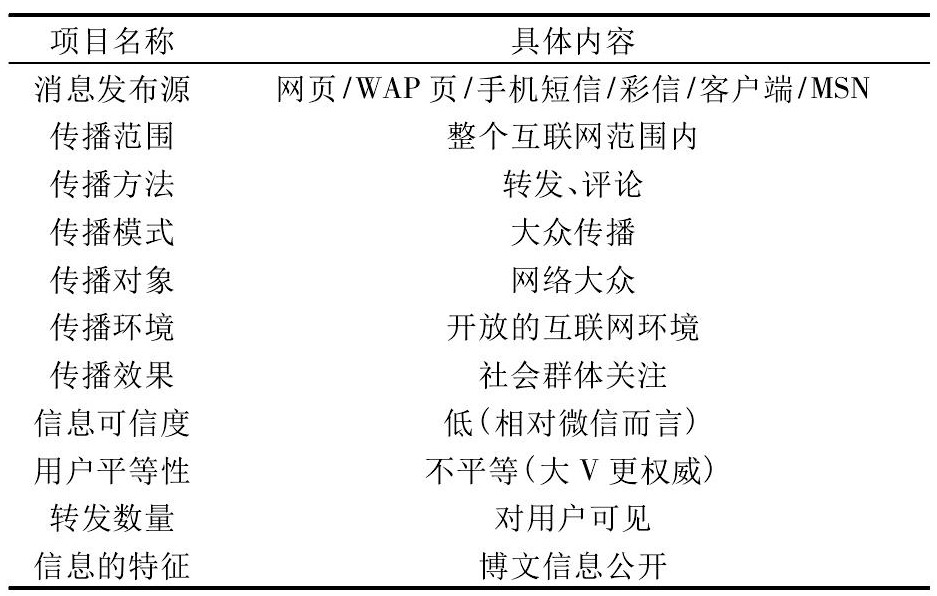 项目名称 具体内容
消息发布源 网页/WAP页/手机短信/彩信/客户端/MSN
传播范围 整个互联网范围内
传播方法 转发、评论
传播模式 大众传播
传播对象 网络大众
传播环境 开放的互联网环境
传播效果 社会群体关注
信息可信度 低(相对微信而言)
用户平等性 不平等(大V更权威)
转发数量 对用户可见
信息的特征 博文信息公开